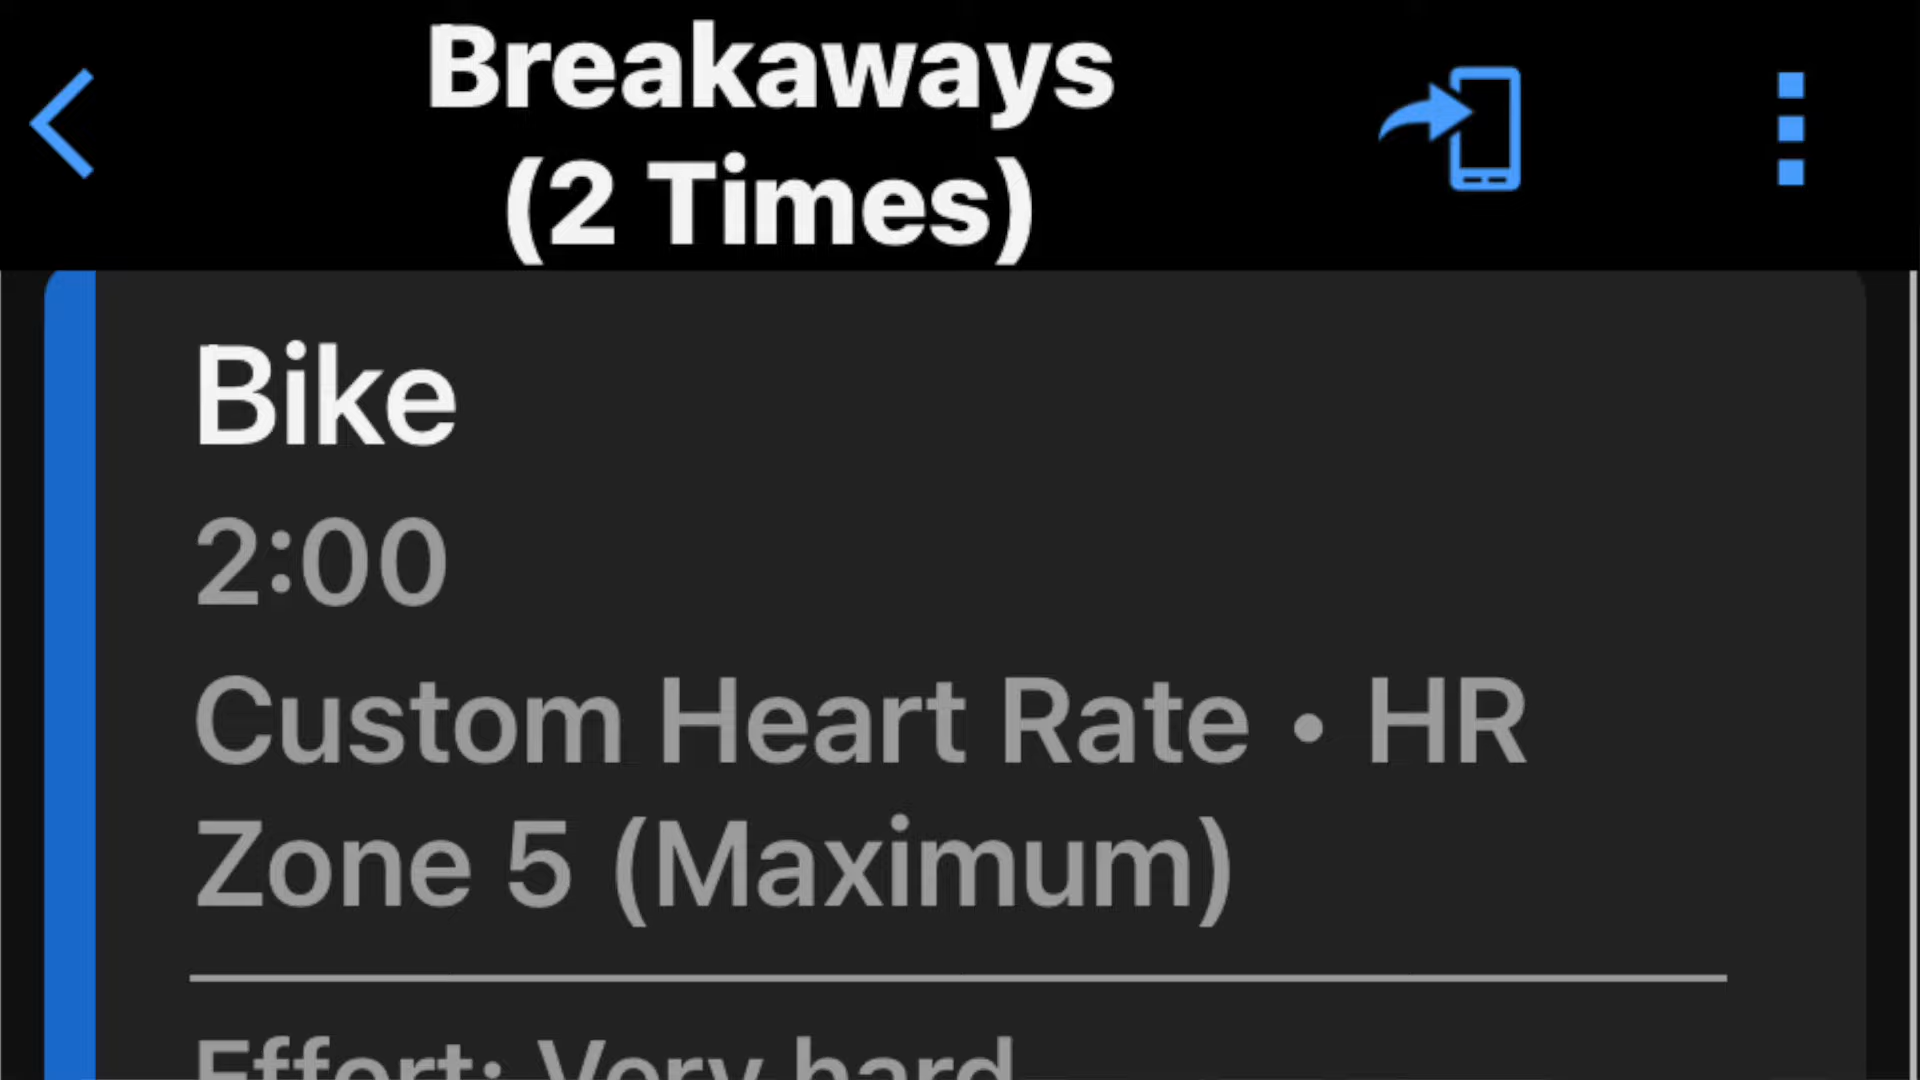 Breakaways
(2 Times)
Bike
2:00
Custom Heart Rate • HR
Zone 5 (Maximum)
Effort: Very hard